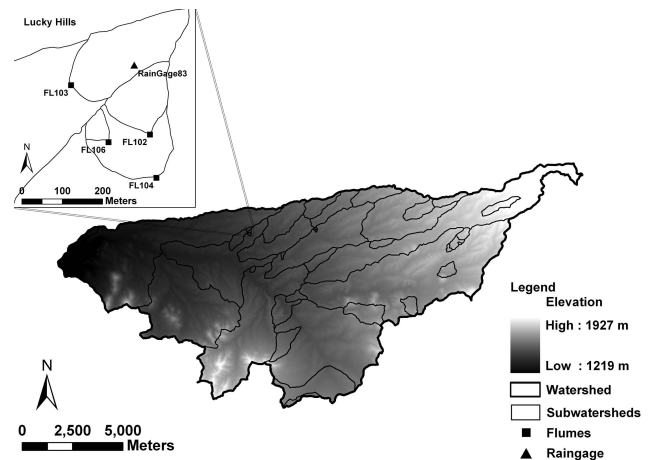 Lucky Hills
RainGage83
FL103
FL102
FL106
FL104
N
0 100 200
Meters
Legend
Elevation
High : 1927 m
Low : 1219 m
Watershed
Subwatersheds
Flumes
Raingage
N
0 2,500 5,000
Meters